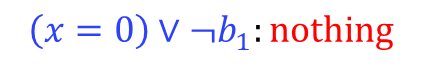 (x = 0) ∨ ¬b₁: nothing